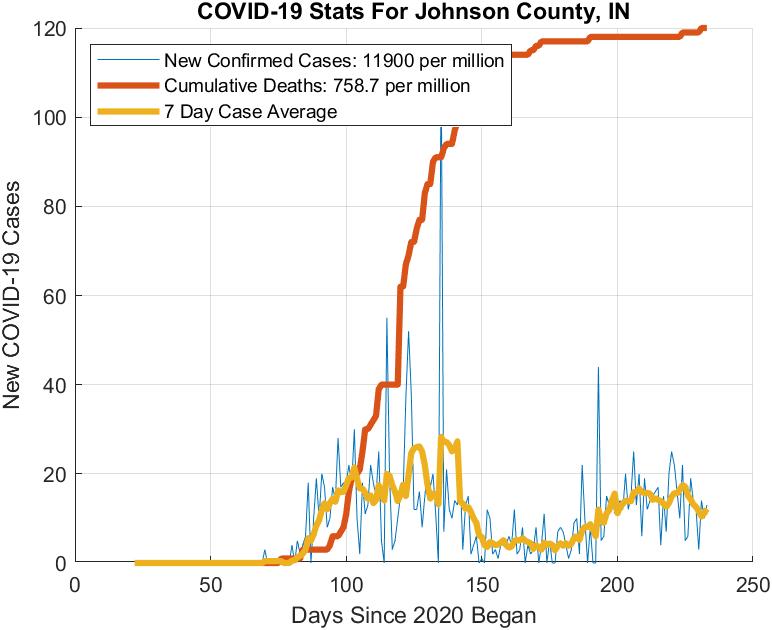 COVID-19 Stats For Johnson County, IN
New Confirmed Cases: 11900 per million
Cumulative Deaths: 758.7 per million
7 Day Case Average
New COVID-19 Cases
120
100
80
60
40
20
0
0 50 100 150 200 250
Days Since 2020 Began